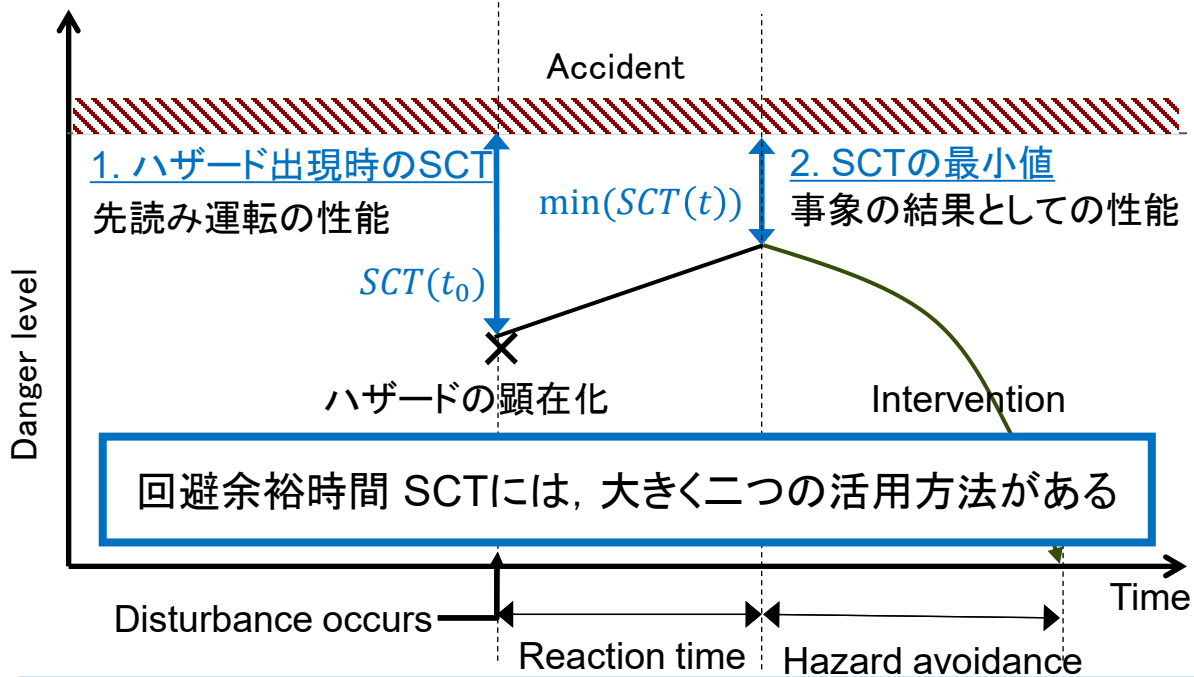 Accident
1. ハザード出現時のSCT
先読み運転の性能
min(SCT(t))
2. SCTの最小値
事象の結果としての性能
SCT(t₀)
Danger level
ハザードの顕在化
Intervention
回避余裕時間 SCTには，大きく二つの活用方法がある
Time
Disturbance occurs
Reaction time
Hazard avoidance